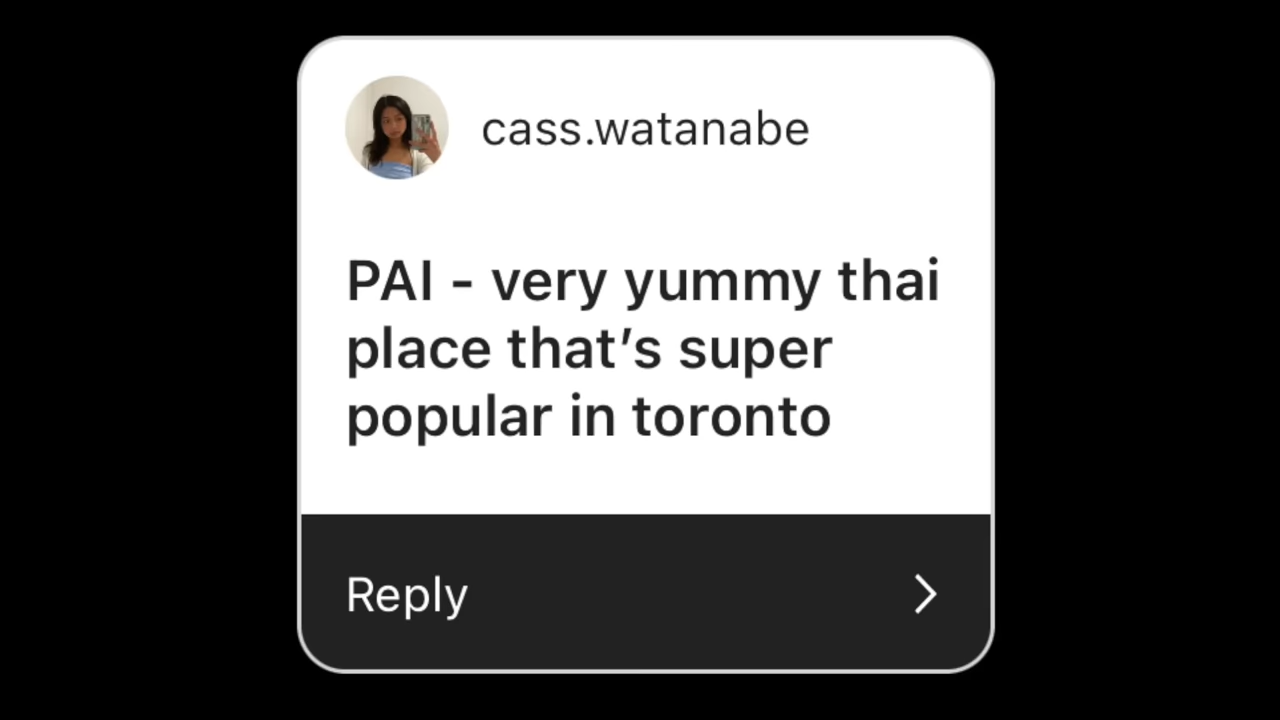 cass.watanabe
PAI - very yummy thai
place that’s super
popular in toronto
Reply